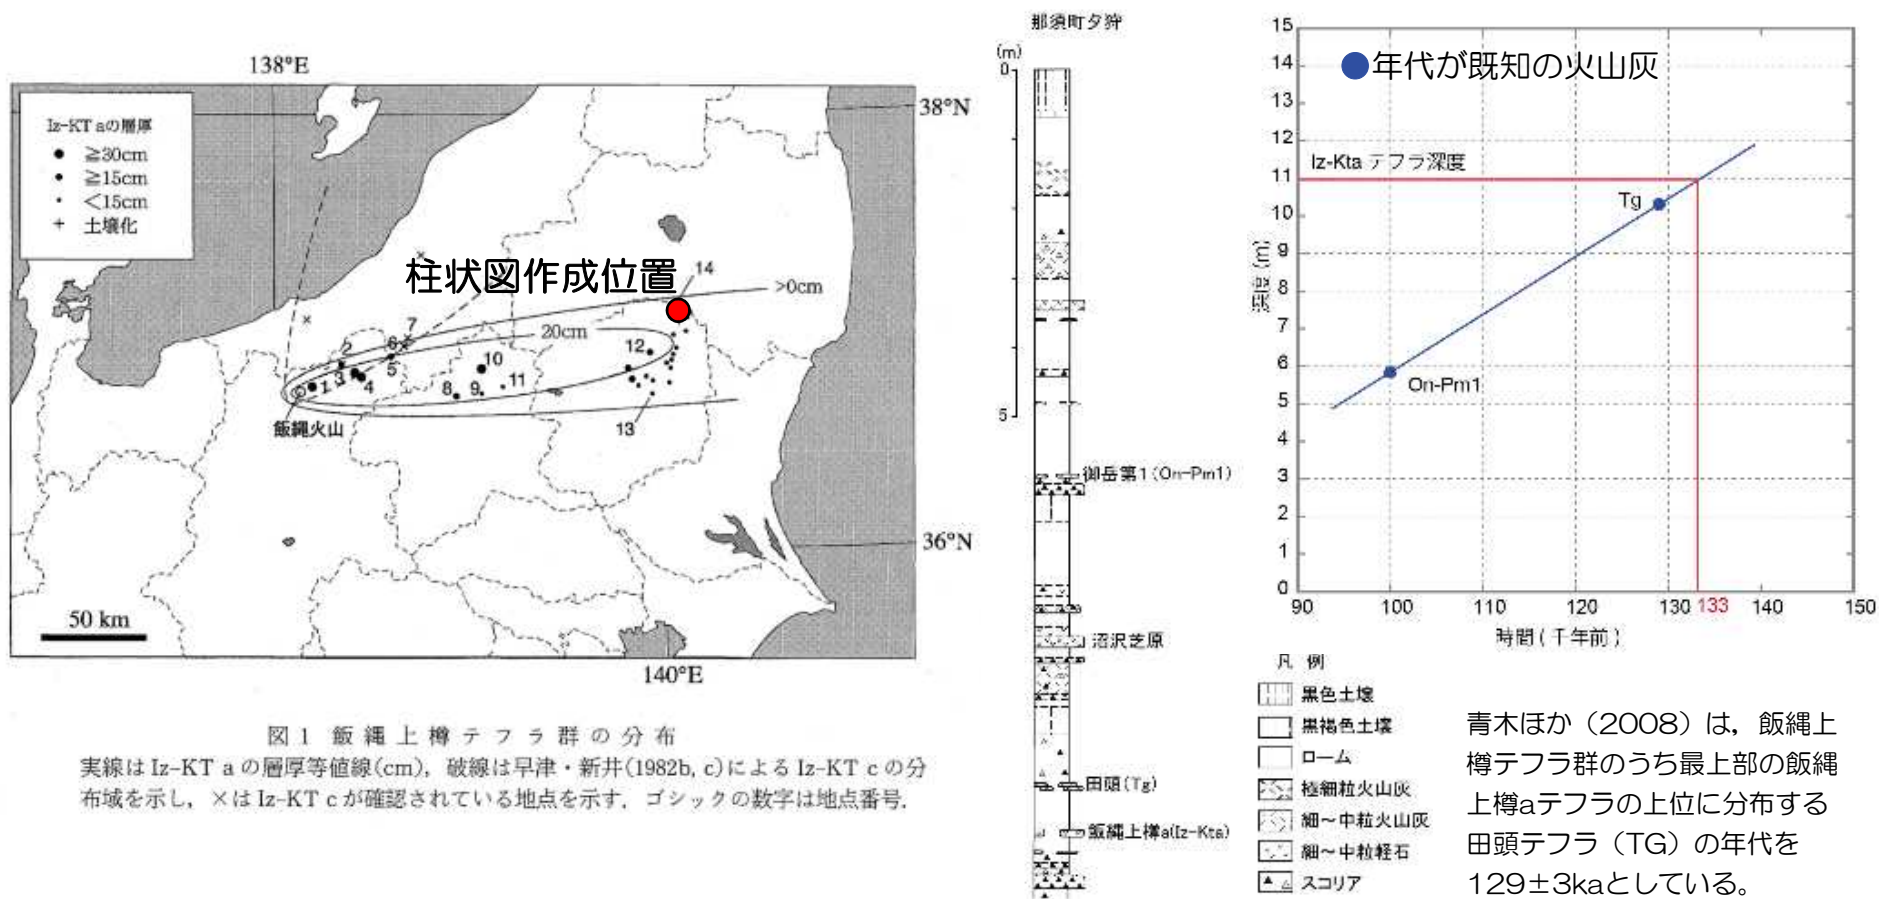 138°E
38°N
Iz-KT aの層厚
≧30cm
≧15cm
<15cm
土壌化
柱状図作成位置
14
>0cm
20cm
7
6
2
5
3
1
4
12
10
11
8
9
13
飯縄火山
36°N
50 km
140°E
図1 飯縄上樽テフラ群の分布
実線は Iz-KT a の層厚等値線(cm), 破線は早津・新井(1982b, c)による Iz-KT c の分
布域を示し, ×は Iz-KT c が確認されている地点を示す. ゴシックの数字は地点番号.
那須町夕狩
(m)
0
5
御岳第1(On-Pm1)
沼沢芝原
田頭(Tg)
飯縄上樽a(Iz-Kta)
●年代が既知の火山灰
Iz-Kta テフラ深度
Tg
On-Pm1
深度(m)
15
14
13
12
11
10
9
8
7
6
5
4
3
2
1
0
90 100 110 120 130 133 140 150
時間(千年前)
凡 例
黒色土壌
黒褐色土壌
ローム
極細粒火山灰
細~中粒火山灰
細~中粒軽石
スコリア
青木ほか(2008)は,飯縄上
樽テフラ群のうち最上部の飯縄
上樽aテフラの上位に分布する
田頭テフラ(TG)の年代を
129±3kaとしている。